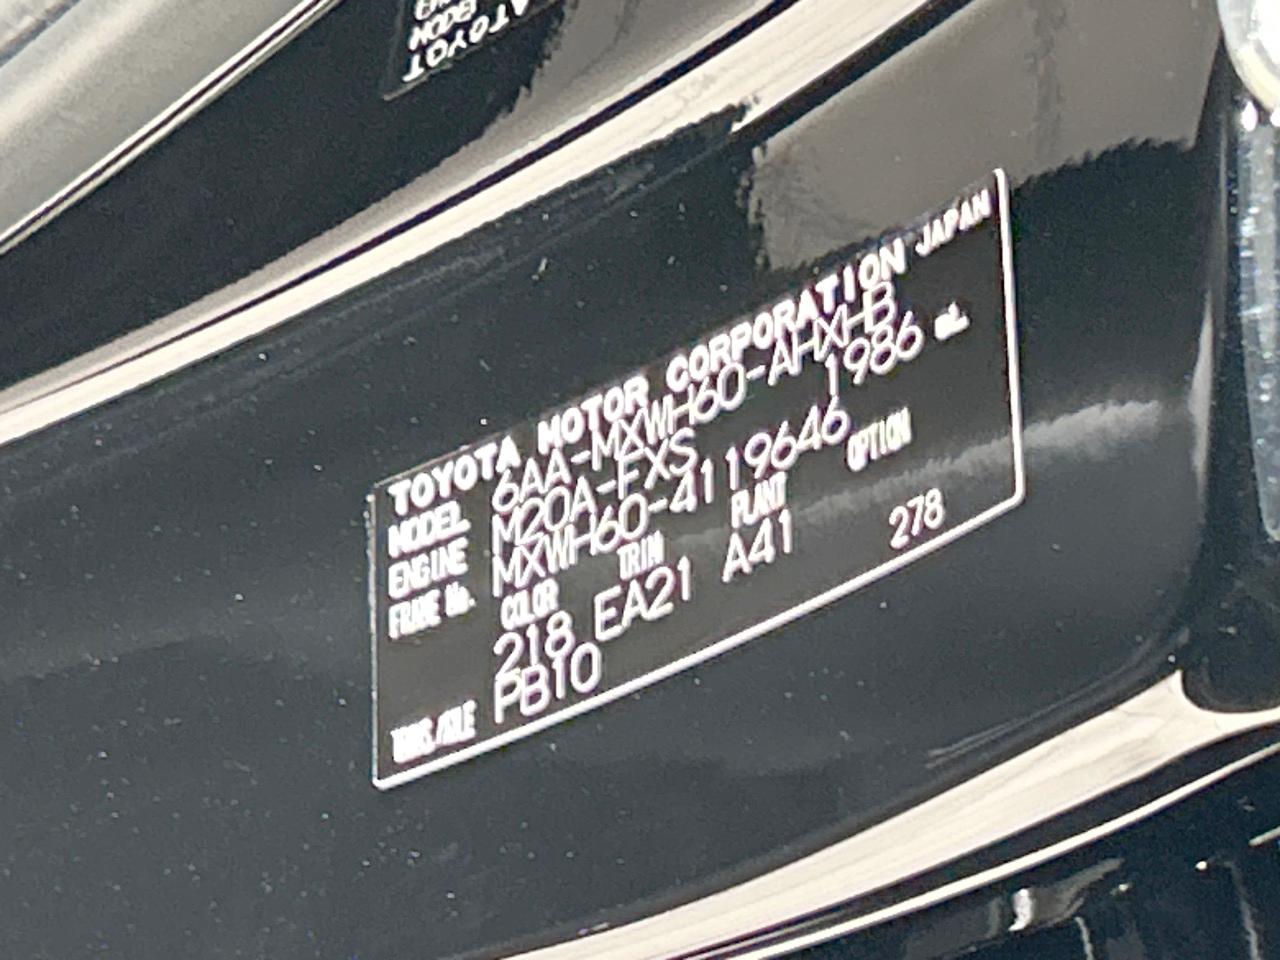 TOYOTA MOTOR CORPORATION JAPAN
MODEL 6AA-MXWH60-AHXHB
ENGINE M20A-FXS 1986 mL
FRAME No. MXWH60-4119646
COLOR TRIM PLANT OPTION
218 EA21 A41 278
TRANS./AXLE PB10